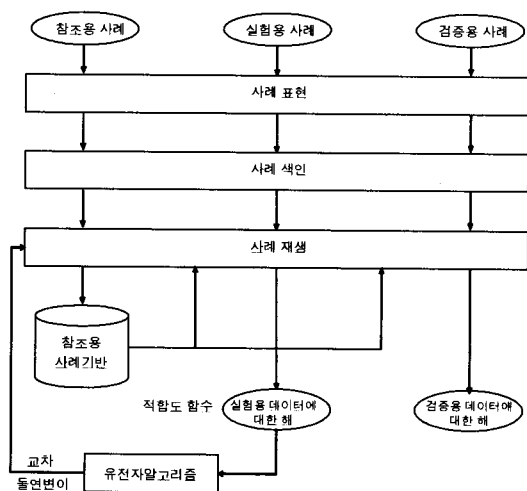 참조용 사례
실험용 사례
검증용 사례
사례 표현
사례 색인
사례 재생
참조용
사례기반
적합도 함수
실험용 데이터에
대한 해
검증용 데이터에
대한 해
교차
돌연변이
유전자알고리즘